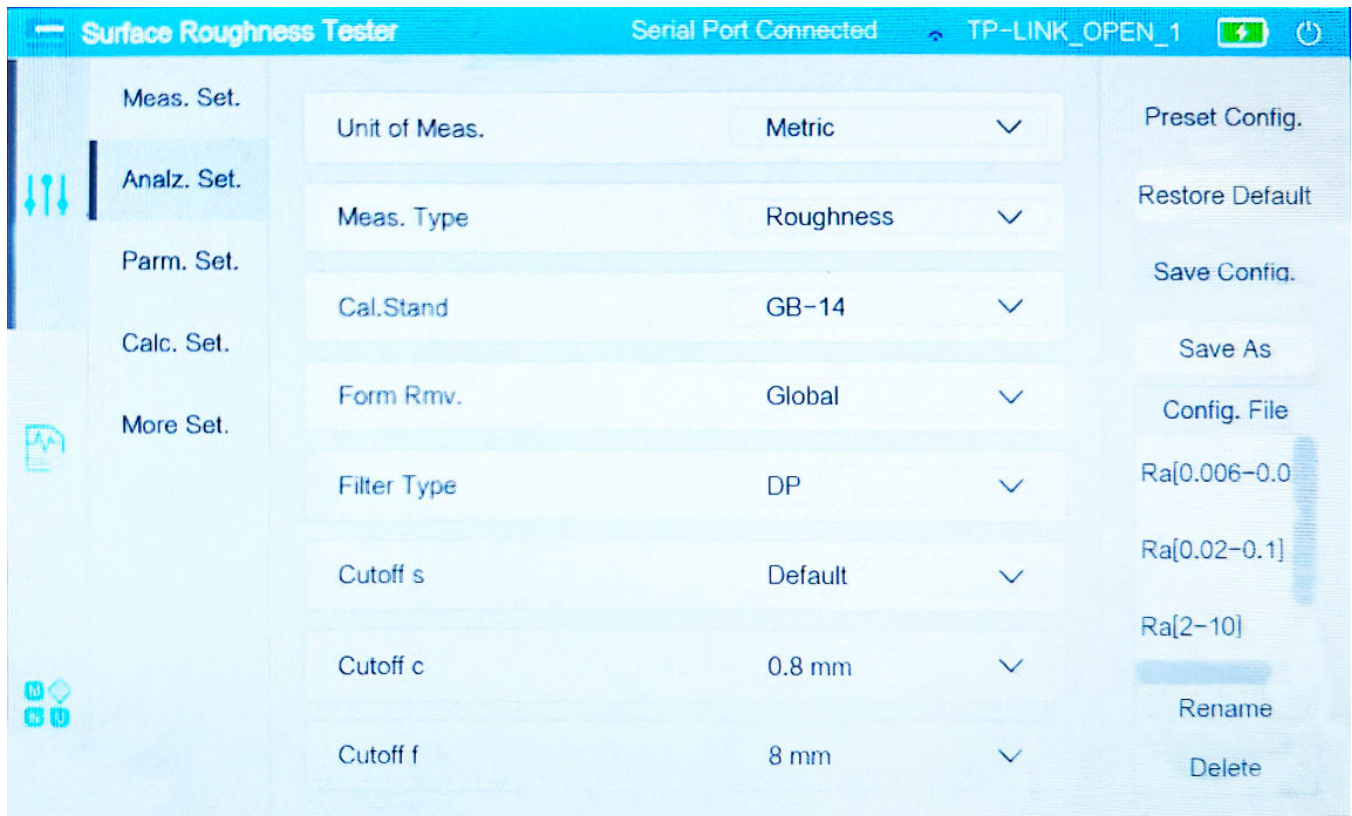 Surface Roughness Tester Serial Port Connected TP-LINK_OPEN_1
Meas. Set.
Analz. Set.
Parm. Set.
Calc. Set.
More Set.
Unit of Meas. Metric
Meas. Type Roughness
Cal.Stand GB-14
Form Rmv. Global
Filter Type DP
Cutoff s Default
Cutoff c 0.8 mm
Cutoff f 8 mm
Preset Config.
Restore Default
Save Config.
Save As
Config. File
Ra[0.006-0.0
Ra[0.02-0.1]
Ra[2-10]
Rename
Delete